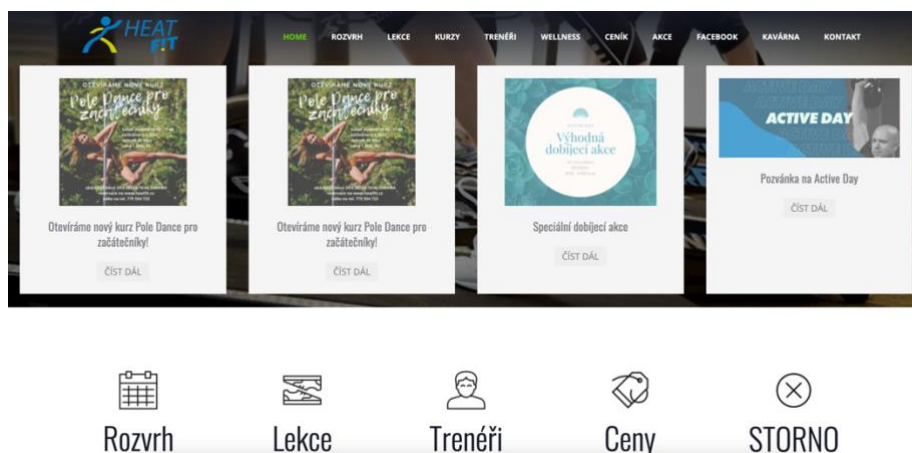 HEAT
FIT
HOME ROZVRH LEKCE KURZY TRENÉŘI WELLNESS CENÍK AKCE FACEBOOK KAVÁRNA KONTAKT
OTEVÍRÁME NOVÝ KURZ
Pole Dance pro
začátečníky
Otevíráme nový kurz Pole Dance pro
začátečníky!
ČÍST DÁL
OTEVÍRÁME NOVÝ KURZ
Pole Dance pro
začátečníky
Otevíráme nový kurz Pole Dance pro
začátečníky!
ČÍST DÁL
Výhodná
dobíjecí akce
Speciální dobíjecí akce
ČÍST DÁL
ACTIVE DAY
Pozvánka na Active Day
ČÍST DÁL
Rozvrh
Lekce
Trenéři
Ceny
STORNO